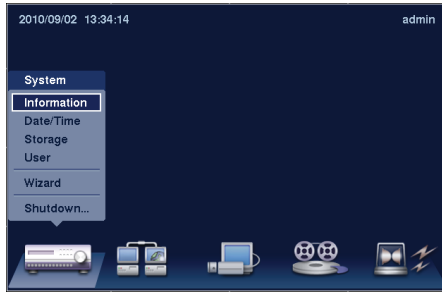 2010/09/02 13:34:14 admin
System
Information
Date/Time
Storage
User
Wizard
Shutdown...